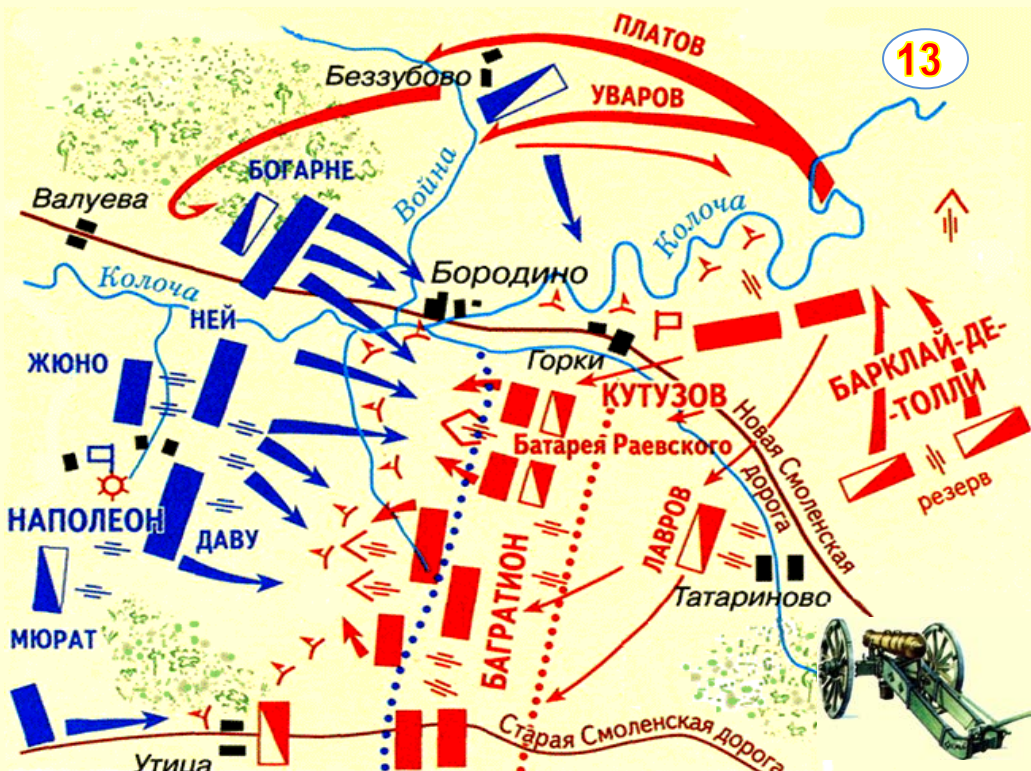 ПЛАТОВ
13
Беззубово
УВАРОВ
БОГАРНЕ
Война
Валуева
Колоча
Колоча
Бородино
НЕЙ
ЖЮНО
Горки
БАРКЛАЙ-ДЕ-
-ТОЛЛИ
КУТУЗОВ
Батарея Раевского
Новая Смоленская
дорога
резерв
НАПОЛЕОН
ДАВУ
ЛАВРОВ
БАГРАТИОН
Татариново
МЮРАТ
Старая Смоленская дорога
Утица